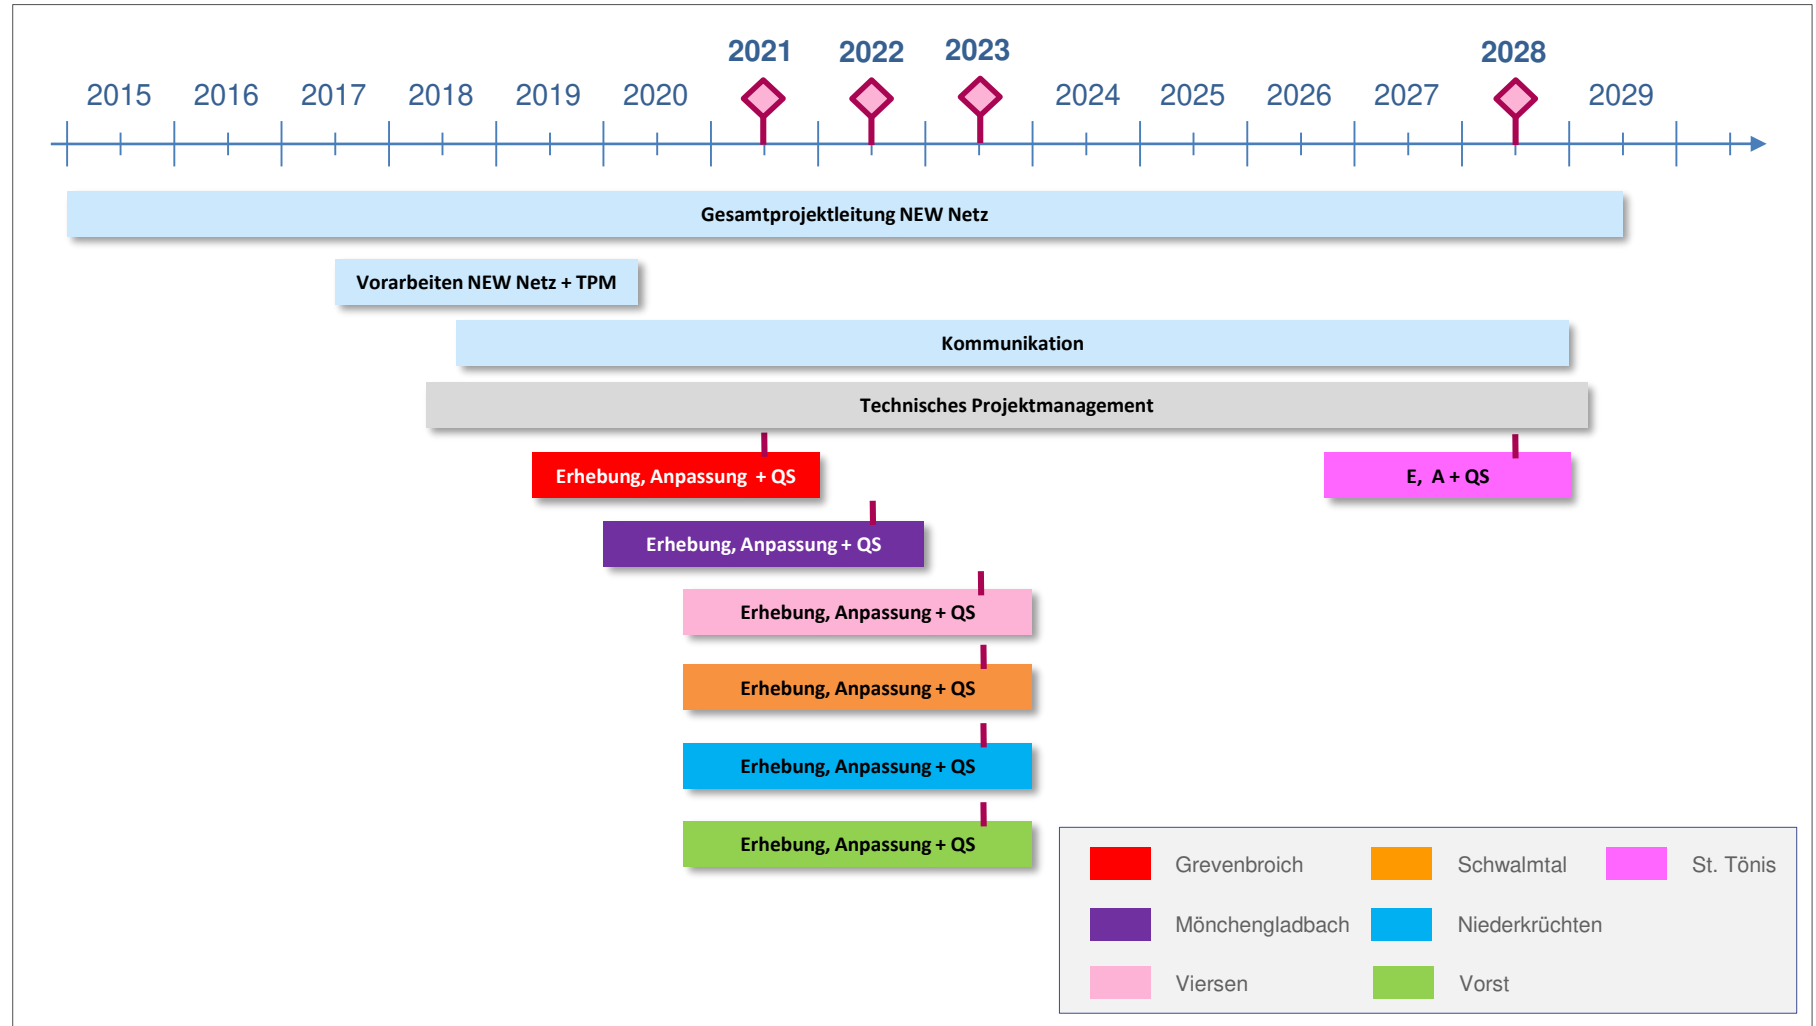 2021 2022 2023 2028
2015 2016 2017 2018 2019 2020 2024 2025 2026 2027 2029
Gesamtprojektleitung NEW Netz
Vorarbeiten NEW Netz + TPM
Kommunikation
Technisches Projektmanagement
Erhebung, Anpassung + QS
E, A + QS
Erhebung, Anpassung + QS
Erhebung, Anpassung + QS
Erhebung, Anpassung + QS
Erhebung, Anpassung + QS
Erhebung, Anpassung + QS
Grevenbroich Schwalmtal St. Tönis
Mönchengladbach Niederkrüchten
Viersen Vorst